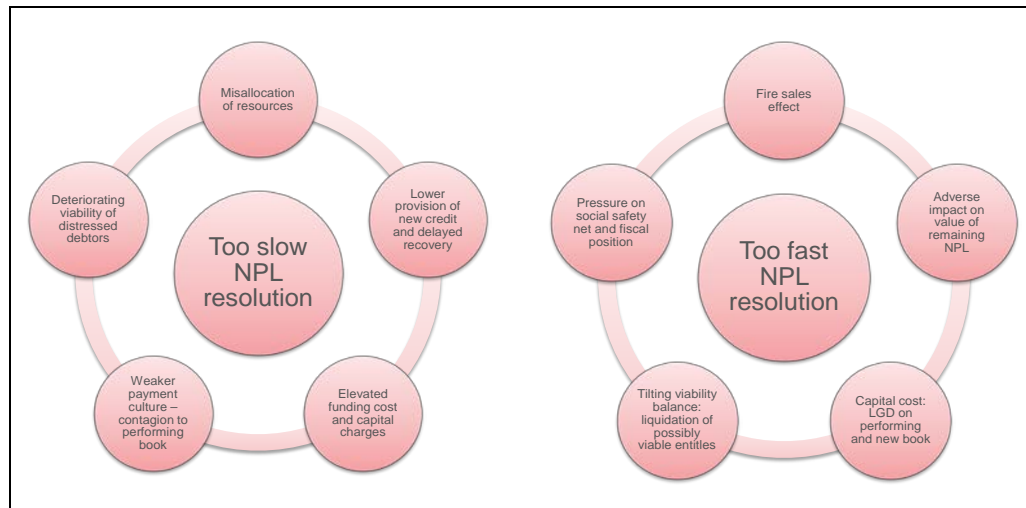 Misallocation
of resources
Deteriorating
viability of
distressed
debtors
Lower
provision of
new credit
and delayed
recovery
Too slow
NPL
resolution
Weaker
payment
culture –
contagion to
performing
book
Elevated
funding cost
and capital
charges
Fire sales
effect
Pressure on
social safety
net and fiscal
position
Adverse
impact on
value of
remaining
NPL
Too fast
NPL
resolution
Tilting viability
balance:
liquidation of
possibly
viable entitles
Capital cost:
LGD on
performing
and new book